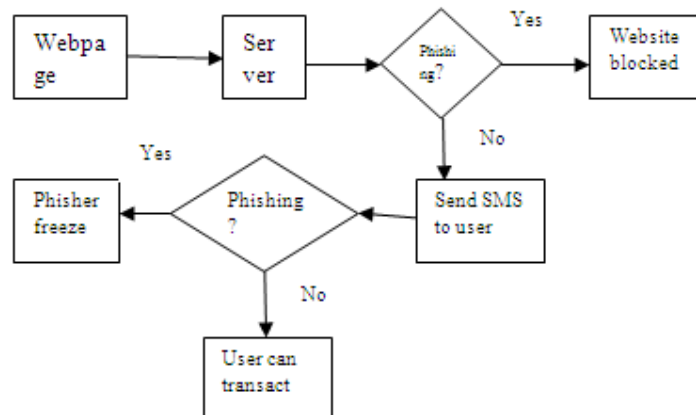 Webpa
ge
Ser
ver
Phishi
ng?
Yes
Website
blocked
No
Send SMS
to user
Phishing
?
Yes
Phisher
freeze
No
User can
transact